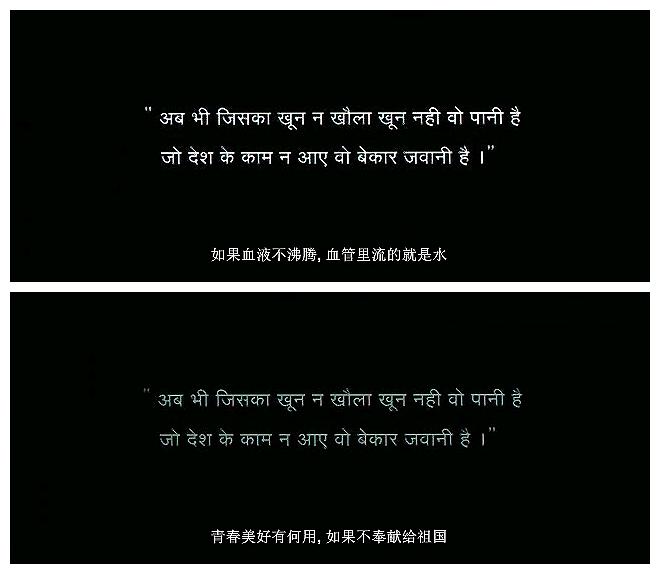 " अब भी जिसका खून न खौला खून नही वो पानी है
जो देश के काम न आए वो बेकार जवानी है ।"
如果血液不沸腾, 血管里流的就是水
" अब भी जिसका खून न खौला खून नही वो पानी है
जो देश के काम न आए वो बेकार जवानी है ।"
青春美好有何用, 如果不奉献给祖国